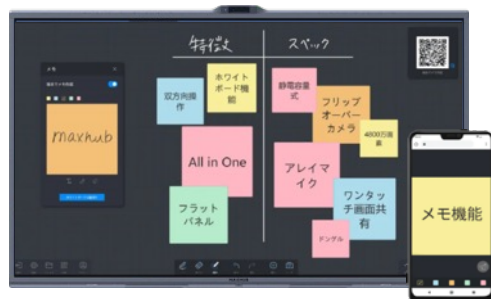 特徴
スペック
メモ
maxhub
双方向操
作
ホワイト
ボード機
能
All in One
フラット
パネル
静電容量
式
フリップ
オーバー
カメラ
4800万画
素
アレイマ
イク
ワンタッ
チ画面共
有
ドングル
メモ機能